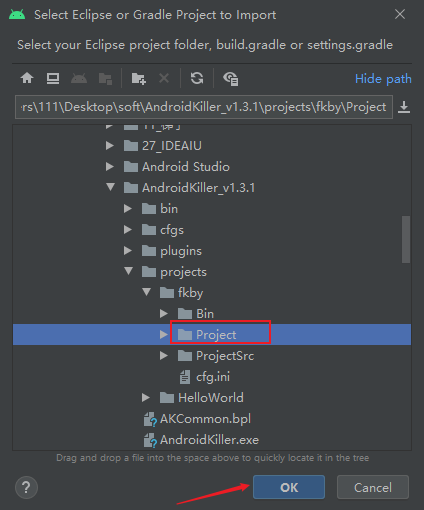 Select Eclipse or Gradle Project to Import
Select your Eclipse project folder, build.gradle or settings.gradle
Hide path
rs\111\Desktop\soft\AndroidKiller_v1.3.1\projects\fkby\Project
27_IDEAIU
Android Studio
AndroidKiller_v1.3.1
bin
cfgs
plugins
projects
fkby
Bin
Project
ProjectSrc
cfg.ini
HelloWorld
AKCommon.bpl
AndroidKiller.exe
Drag and drop a file into the space above to quickly locate it in the tree
?
OK
Cancel